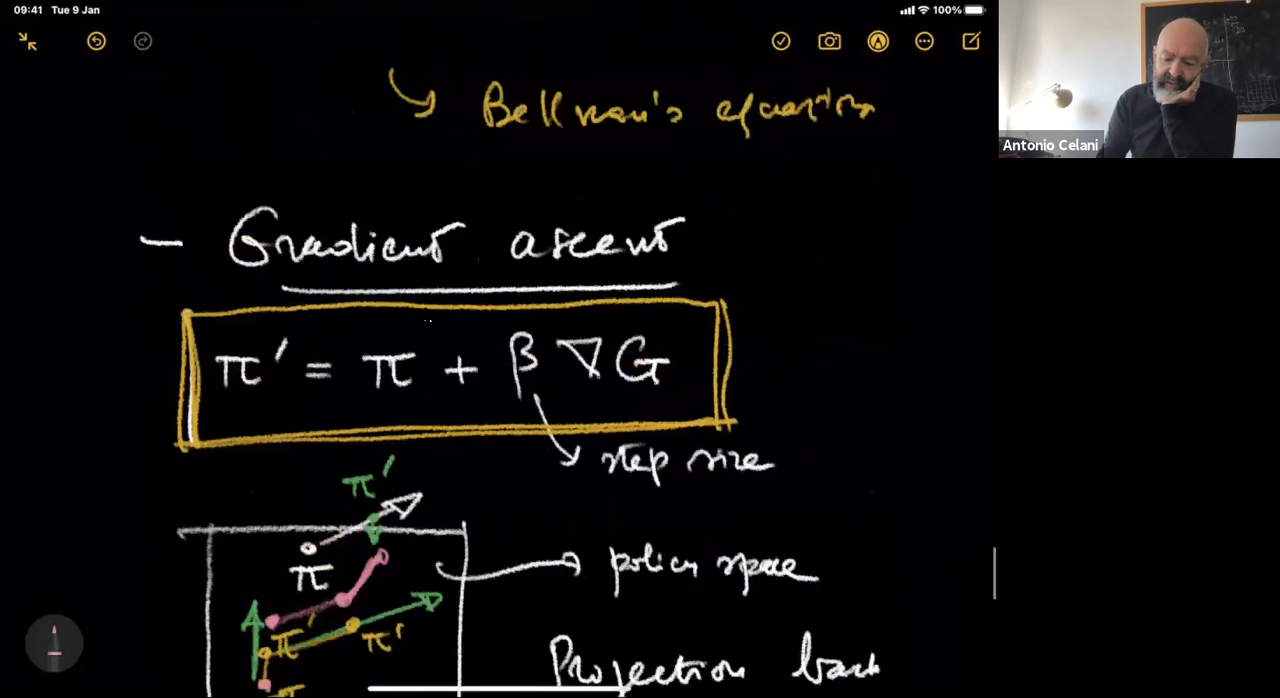 09:41 Tue 9 Jan
100%
Antonio Celani
Bellman's equation
- Gradient ascent
π' = π + β ∇G
step size
π'
π
policy space
π'
π'
Projection back
π